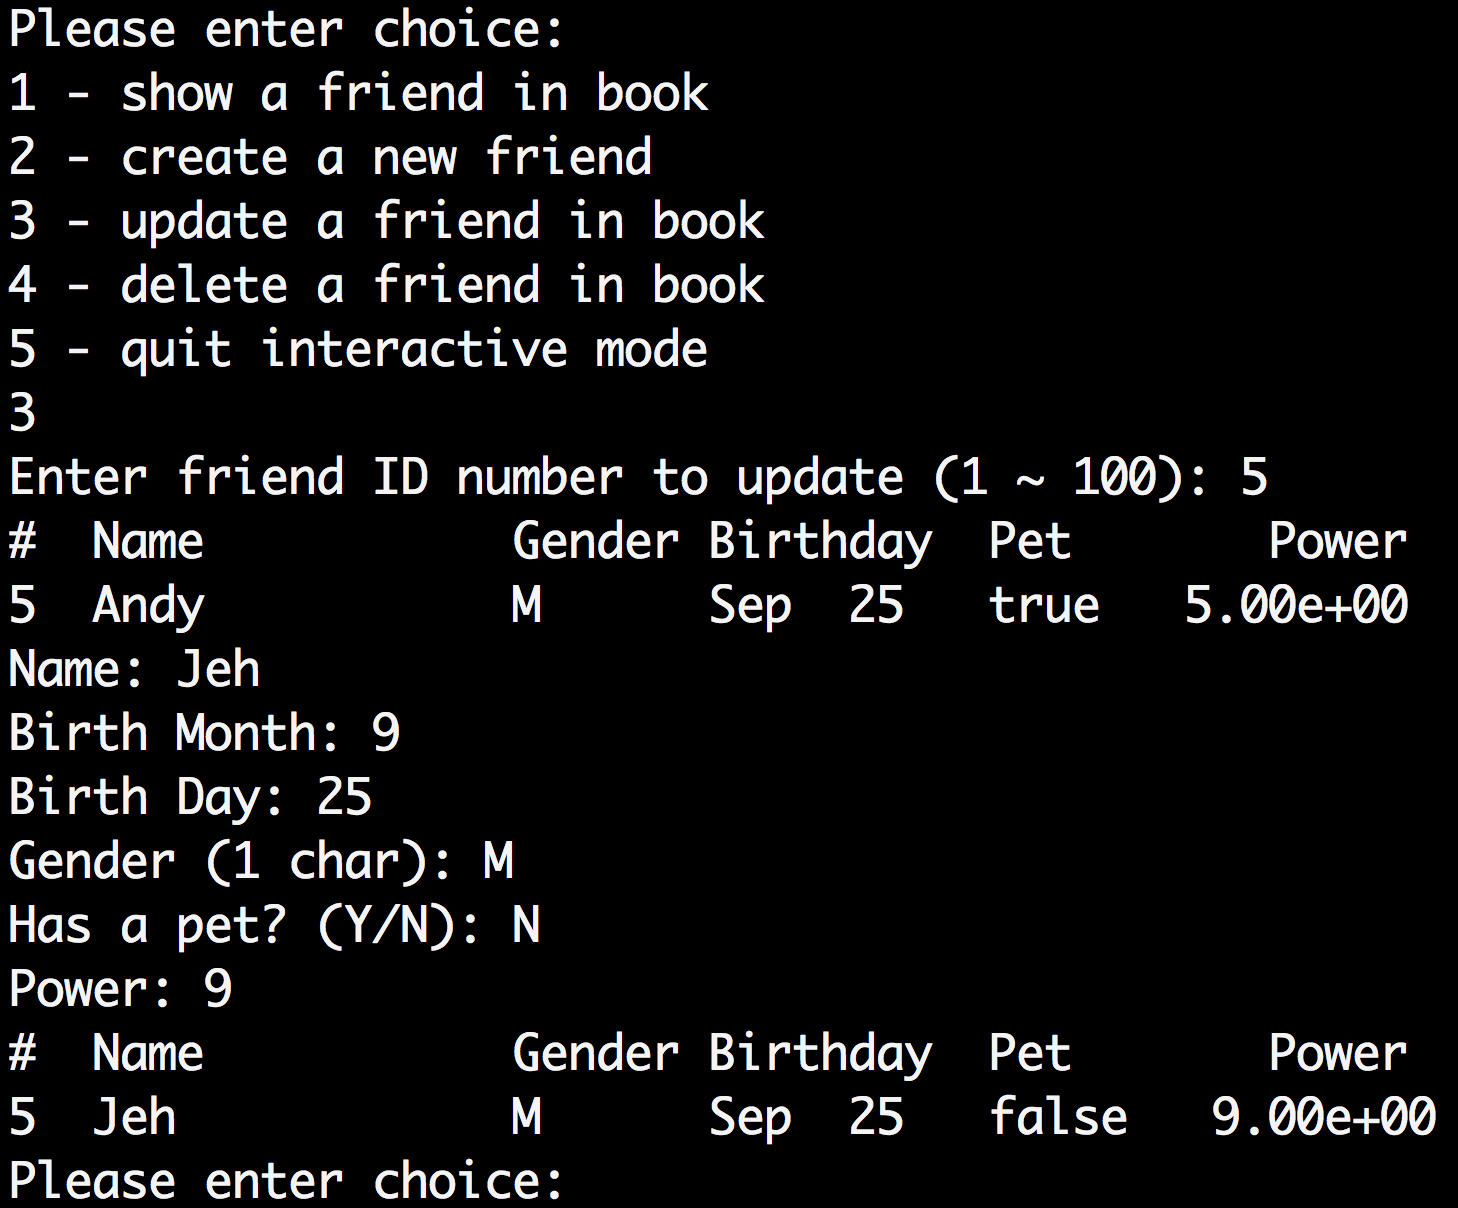 Please enter choice:
1 - show a friend in book
2 - create a new friend
3 - update a friend in book
4 - delete a friend in book
5 - quit interactive mode
3
Enter friend ID number to update (1 ~ 100): 5
#  Name           Gender Birthday  Pet       Power
5  Andy           M      Sep  25   true   5.00e+00
Name: Jeh
Birth Month: 9
Birth Day: 25
Gender (1 char): M
Has a pet? (Y/N): N
Power: 9
#  Name           Gender Birthday  Pet       Power
5  Jeh            M      Sep  25   false   9.00e+00
Please enter choice: